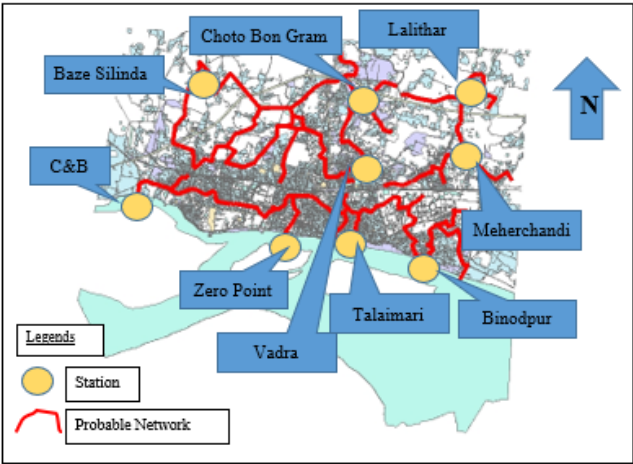 Choto Bon Gram
Lalithar
Baze Silinda
N
C&B
Meherchandi
Zero Point
Talaimari
Binodpur
Vadra
Legends
Station
Probable Network